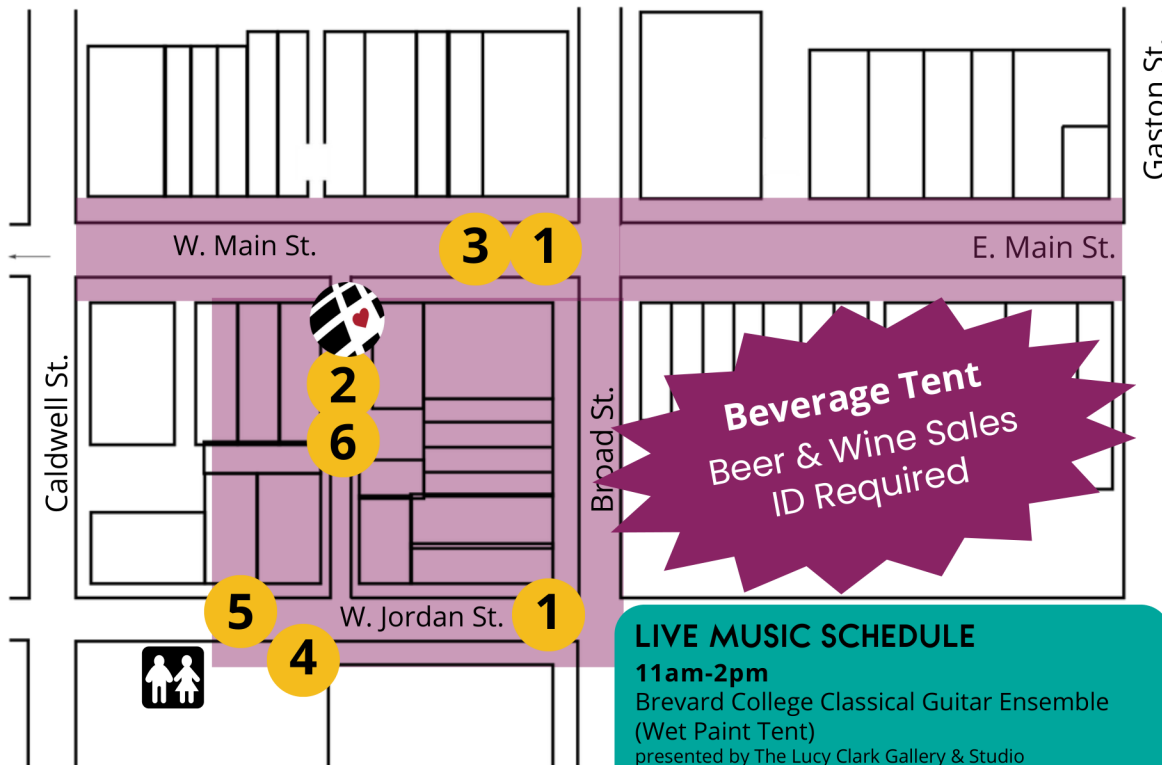 Gaston St.
W. Main St.
3
1
E. Main St.
Caldwell St.
2
6
Broad St.
Beverage Tent
Beer & Wine Sales
ID Required
5
W. Jordan St.
1
4
LIVE MUSIC SCHEDULE
11am-2pm
Brevard College Classical Guitar Ensemble
(Wet Paint Tent)
presented by The Lucy Clark Gallery & Studio